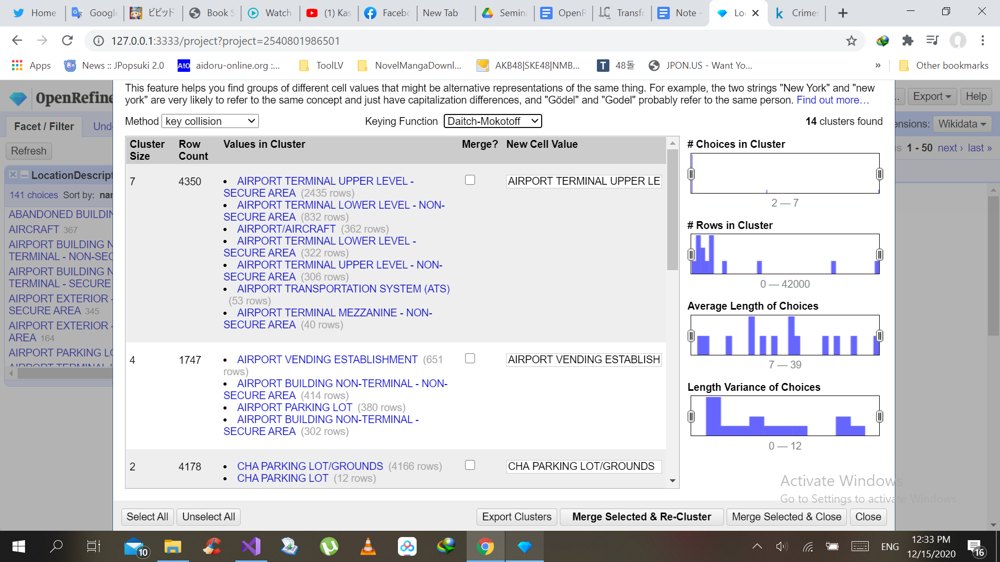 Home
Google
ビビッド
Book S
Watch
(1) Kas
Faceb
New Tab
Semin
OpenR
Transfo
Note -
Lo
Crimes
127.0.0.1:3333/project?project=2540801986501
Apps
News :: JPopsuki 2.0
A!O aidoru-online.org :...
ToolLV
NovelMangaDownl...
AKB48|SKE48|NMB...
T 48돌
JPON.US - Want Yo...
»
Other bookmarks
OpenRefine
Export
Help
This feature helps you find groups of different cell values that might be alternative representations of the same thing. For example, the two strings "New York" and "new
york" are very likely to refer to the same concept and just have capitalization differences, and "Gödel" and "Godel" probably refer to the same person. Find out more…
Facet / Filter
Und
Refresh
LocationDescript
141 choices Sort by: nar
ABANDONED BUILDIN
AIRCRAFT 367
AIRPORT BUILDING N
TERMINAL - NON-SEC
AIRPORT BUILDING N
TERMINAL - SECURE
AIRPORT EXTERIOR -
SECURE AREA 345
AIRPORT EXTERIOR -
AREA 164
AIRPORT PARKING LO
AIRPORT TERMINAL L
Method key collision
Keying Function Daitch-Mokotoff
14 clusters found
ensions: Wikidata
s 1 - 50 next › last »
Cluster Size
Row Count
Values in Cluster
Merge?
New Cell Value
7
4350
• AIRPORT TERMINAL UPPER LEVEL -
SECURE AREA (2435 rows)
• AIRPORT TERMINAL LOWER LEVEL - NON-
SECURE AREA (832 rows)
• AIRPORT/AIRCRAFT (362 rows)
• AIRPORT TERMINAL LOWER LEVEL -
SECURE AREA (322 rows)
• AIRPORT TERMINAL UPPER LEVEL - NON-
SECURE AREA (306 rows)
• AIRPORT TRANSPORTATION SYSTEM (ATS)
(53 rows)
• AIRPORT TERMINAL MEZZANINE - NON-
SECURE AREA (40 rows)
AIRPORT TERMINAL UPPER LE
4
1747
• AIRPORT VENDING ESTABLISHMENT (651
rows)
• AIRPORT BUILDING NON-TERMINAL - NON-
SECURE AREA (414 rows)
• AIRPORT PARKING LOT (380 rows)
• AIRPORT BUILDING NON-TERMINAL -
SECURE AREA (302 rows)
AIRPORT VENDING ESTABLISH
2
4178
• CHA PARKING LOT/GROUNDS (4166 rows)
• CHA PARKING LOT (12 rows)
CHA PARKING LOT/GROUNDS
# Choices in Cluster
2 — 7
# Rows in Cluster
0 — 42000
Average Length of Choices
7 — 39
Length Variance of Choices
0 — 12
Activate Windows
Go to Settings to activate Windows.
Select All
Unselect All
Export Clusters
Merge Selected & Re-Cluster
Merge Selected & Close
Close
10
ENG
12:33 PM
12/15/2020
16